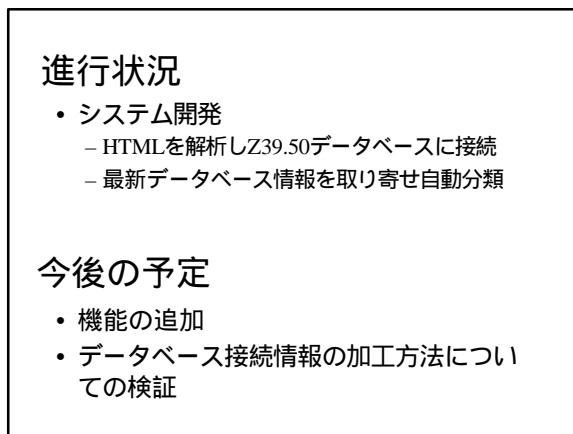 進行状況
• システム開発
– HTMLを解析しZ39.50データベースに接続
– 最新データベース情報を取り寄せ自動分類
今後の予定
• 機能の追加
• データベース接続情報の加工方法につい
ての検証